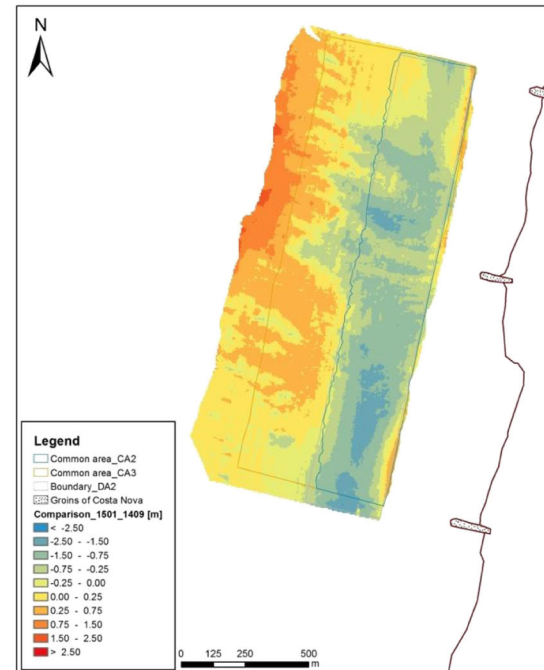 N
Legend
Common area_CA2
Common area_CA3
Boundary_DA2
Groins of Costa Nova
Comparison_1501_1409 [m]
< -2.50
-2.50 - -1.50
-1.50 - -0.75
-0.75 - -0.25
-0.25 - 0.00
0.00 - 0.25
0.25 - 0.75
0.75 - 1.50
1.50 - 2.50
> 2.50
0 125 250 500
m